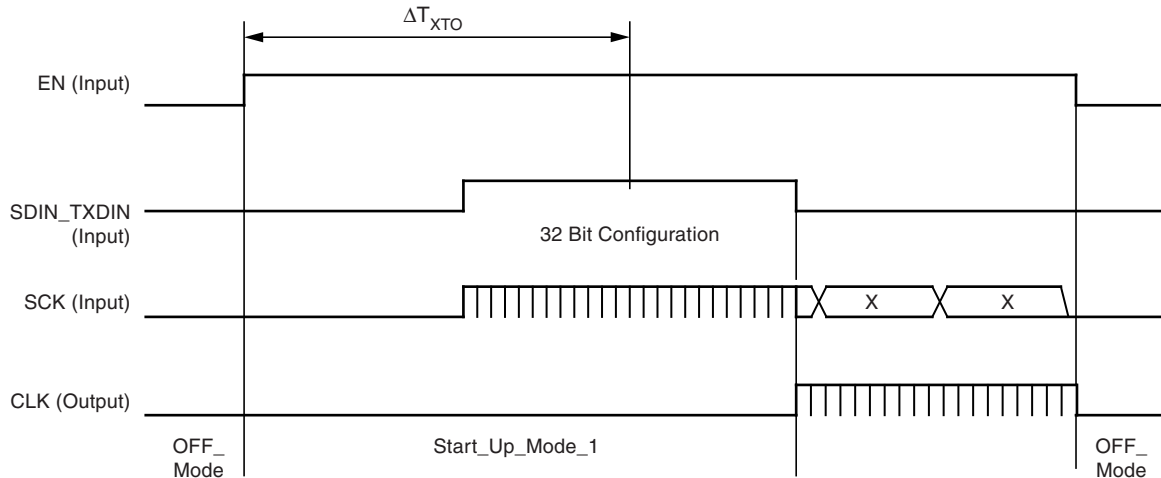 ΔT_XTO
EN (Input)
SDIN_TXDIN
(Input)
32 Bit Configuration
SCK (Input)
X X
CLK (Output)
OFF_
Mode
Start_Up_Mode_1
OFF_
Mode